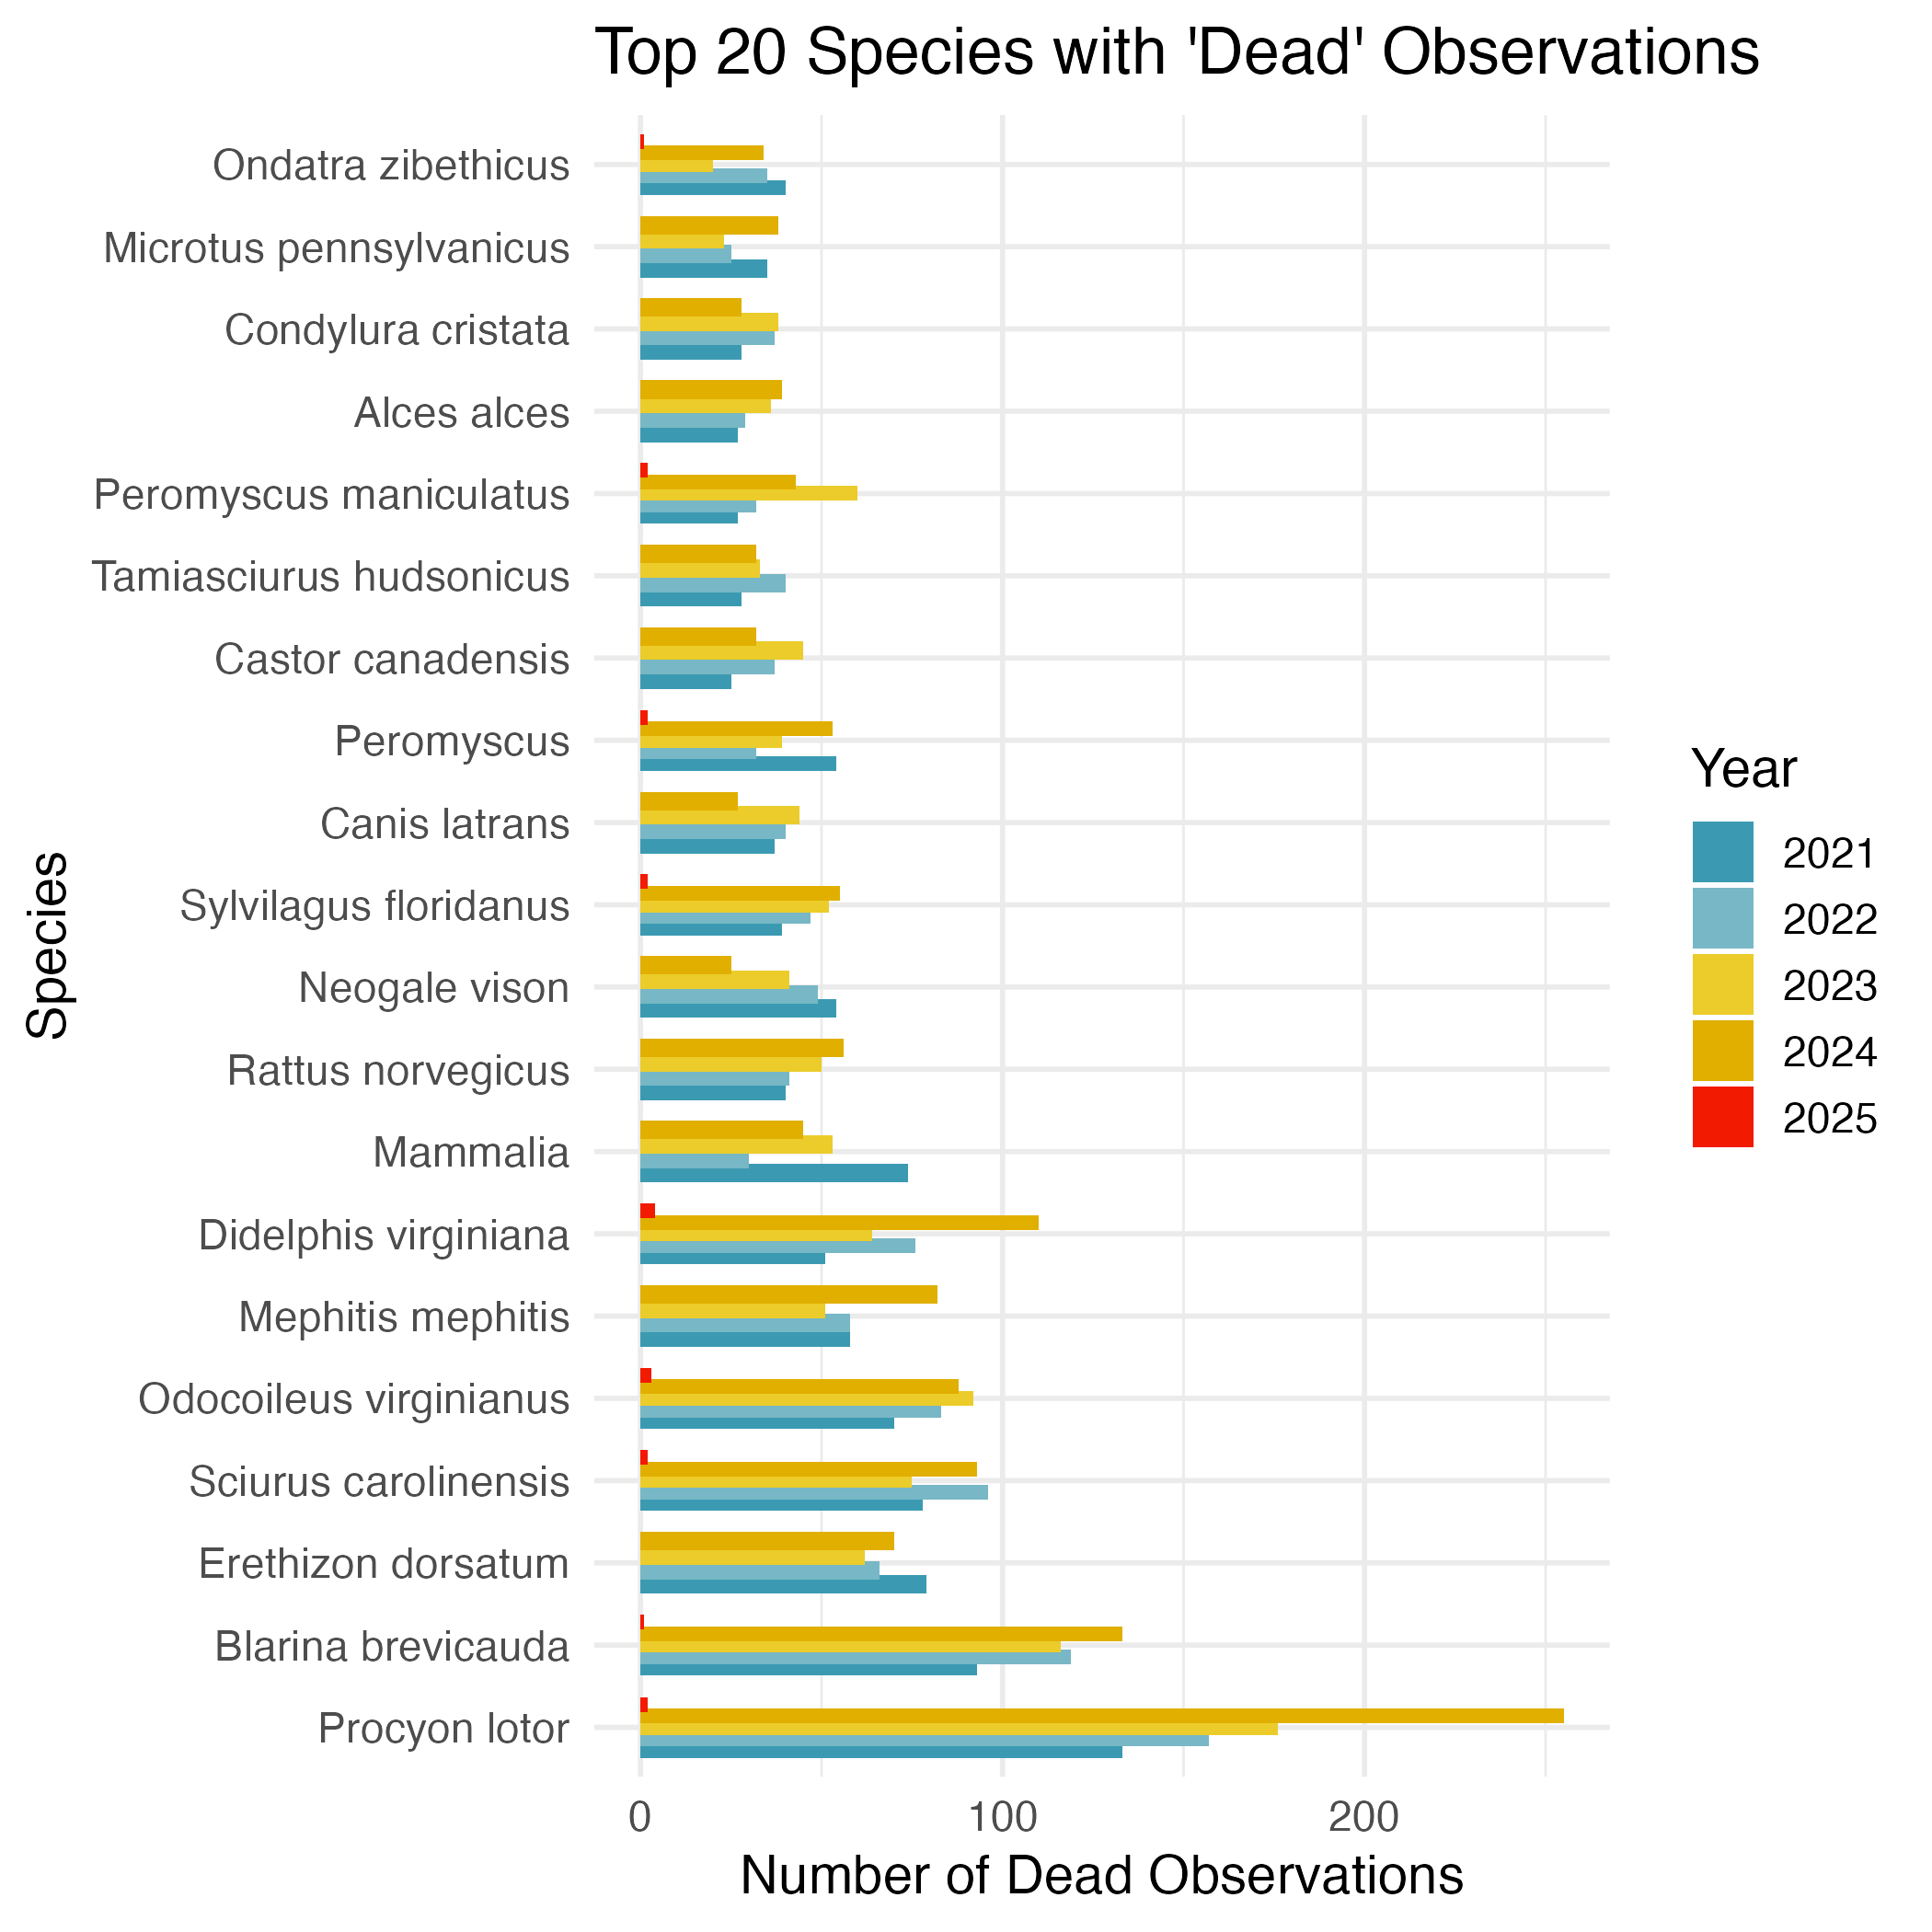 Top 20 Species with 'Dead' Observations
Ondatra zibethicus
Microtus pennsylvanicus
Condylura cristata
Alces alces
Peromyscus maniculatus
Tamiasciurus hudsonicus
Castor canadensis
Peromyscus
Canis latrans
Sylvilagus floridanus
Neogale vison
Rattus norvegicus
Mammalia
Didelphis virginiana
Mephitis mephitis
Odocoileus virginianus
Sciurus carolinensis
Erethizon dorsatum
Blarina brevicauda
Procyon lotor
Species
0
100
200
Number of Dead Observations
Year
2021
2022
2023
2024
2025